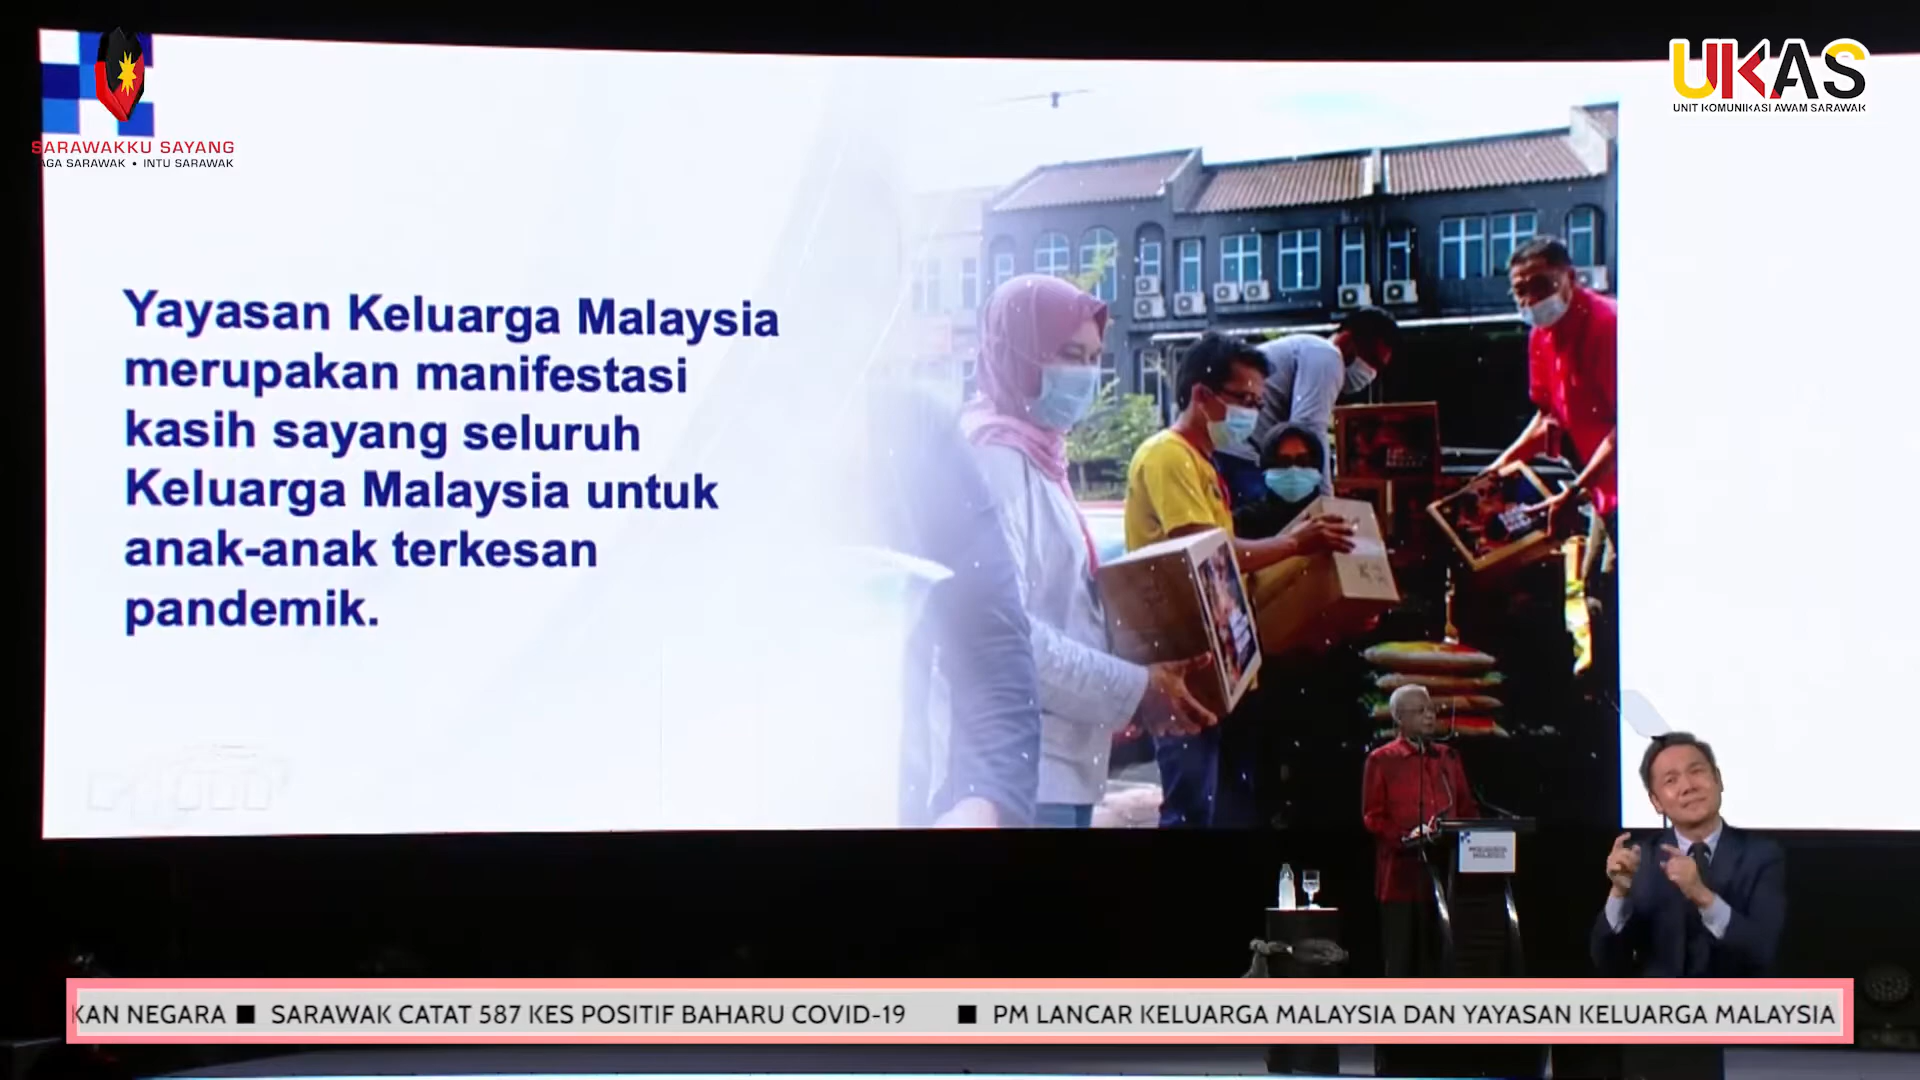 SARAWAKKU SAYANG
AGA SARAWAK • INTU SARAWAK
UKAS
UNIT KOMUNIKASI AWAM SARAWAK
Yayasan Keluarga Malaysia
merupakan manifestasi
kasih sayang seluruh
Keluarga Malaysia untuk
anak-anak terkesan
pandemik.
KAN NEGARA ■ SARAWAK CATAT 587 KES POSITIF BAHARU COVID-19 ■ PM LANCAR KELUARGA MALAYSIA DAN YAYASAN KELUARGA MALAYSIA